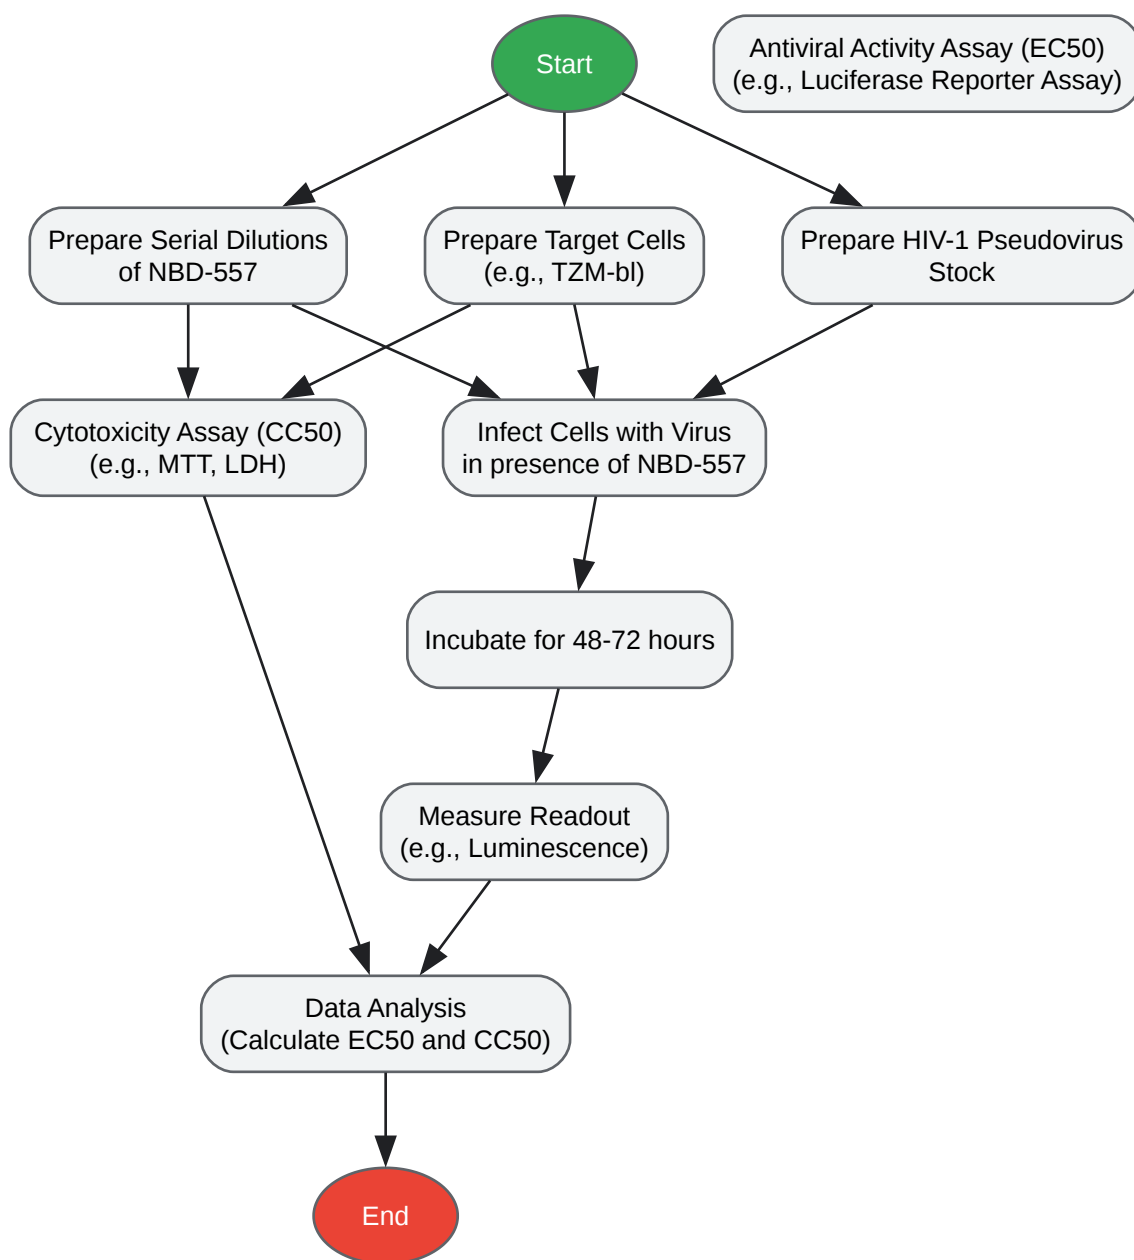 Start
Antiviral Activity Assay (EC50)
(e.g., Luciferase Reporter Assay)
Prepare Serial Dilutions
of NBD-557
Prepare Target Cells
(e.g., TZM-bl)
Prepare HIV-1 Pseudovirus
Stock
Cytotoxicity Assay (CC50)
(e.g., MTT, LDH)
Infect Cells with Virus
in presence of NBD-557
Incubate for 48-72 hours
Measure Readout
(e.g., Luminescence)
Data Analysis
(Calculate EC50 and CC50)
End